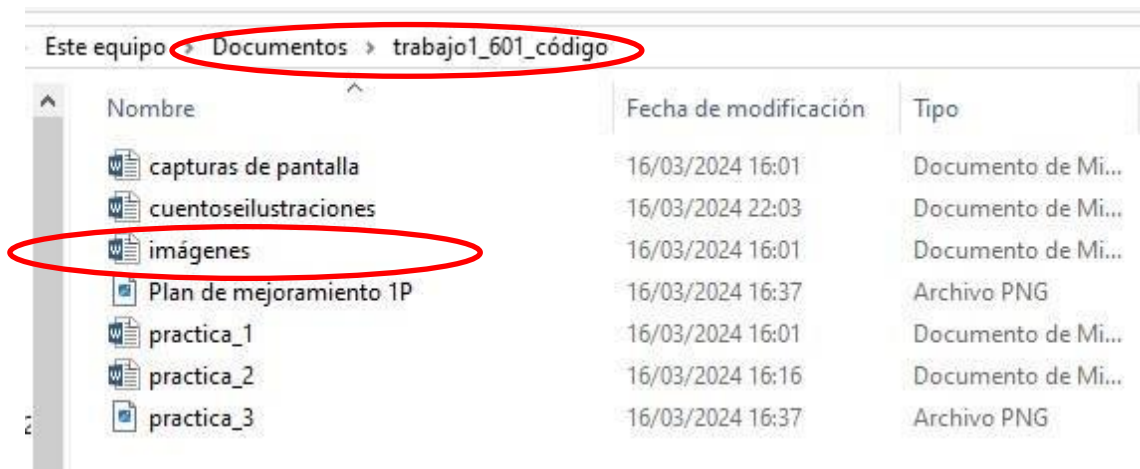 Este equipo > Documentos > trabajo1_601_código
Nombre Fecha de modificación Tipo
capturas de pantalla 16/03/2024 16:01 Documento de Mi...
cuentoseilustraciones 16/03/2024 22:03 Documento de Mi...
imágenes 16/03/2024 16:01 Documento de Mi...
Plan de mejoramiento 1P 16/03/2024 16:37 Archivo PNG
practica_1 16/03/2024 16:01 Documento de Mi...
practica_2 16/03/2024 16:16 Documento de Mi...
practica_3 16/03/2024 16:37 Archivo PNG